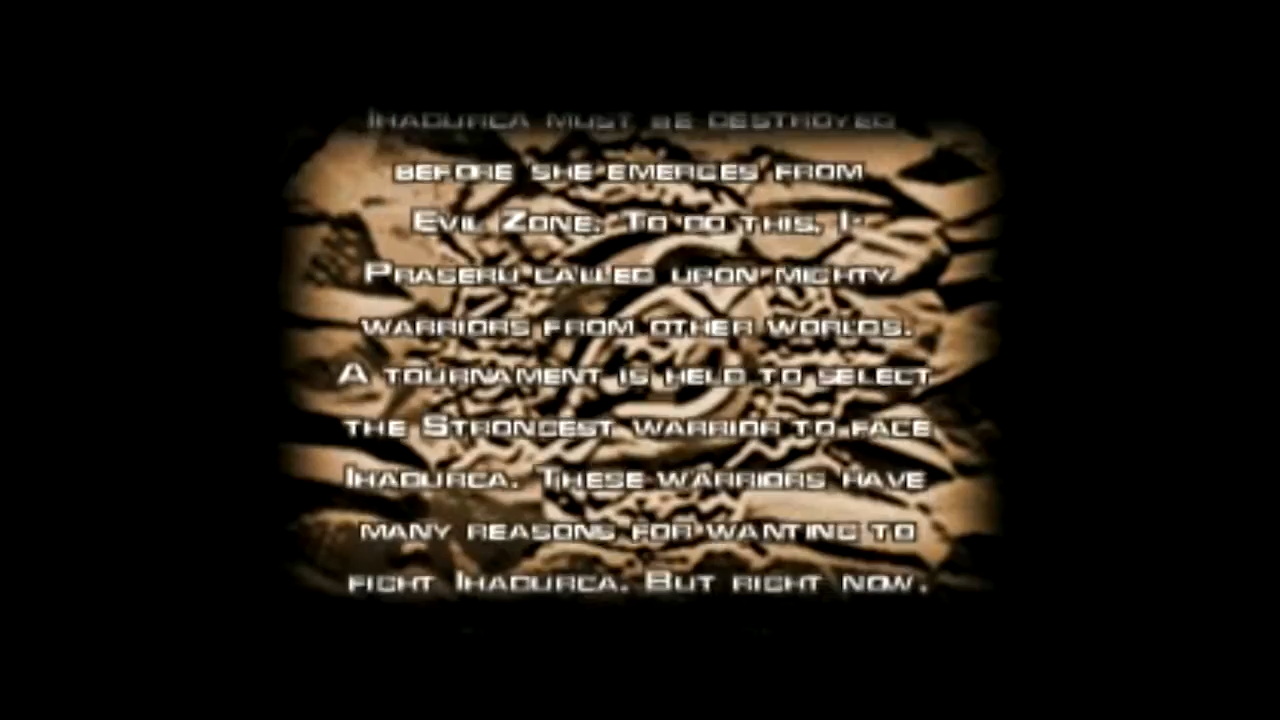 Ihadurca must be destroyed
before she emerges from
Evil Zone. To do this, I-
Praseru called upon mighty
warriors from other worlds.
A tournament is held to select
the Strongest warrior to face
Ihadurca. These warriors have
many reasons for wanting to
fight Ihadurca. But right now,